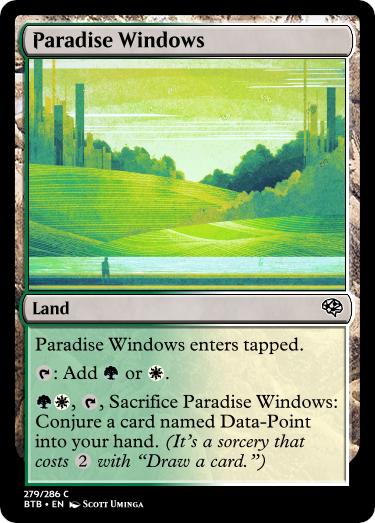 Paradise Windows
Land
Paradise Windows enters tapped.
: Add or .
, , Sacrifice Paradise Windows:
Conjure a card named Data-Point
into your hand. (It's a sorcery that
costs 2 with “Draw a card.”)
279/286 C
BTB • EN Scott Uminga